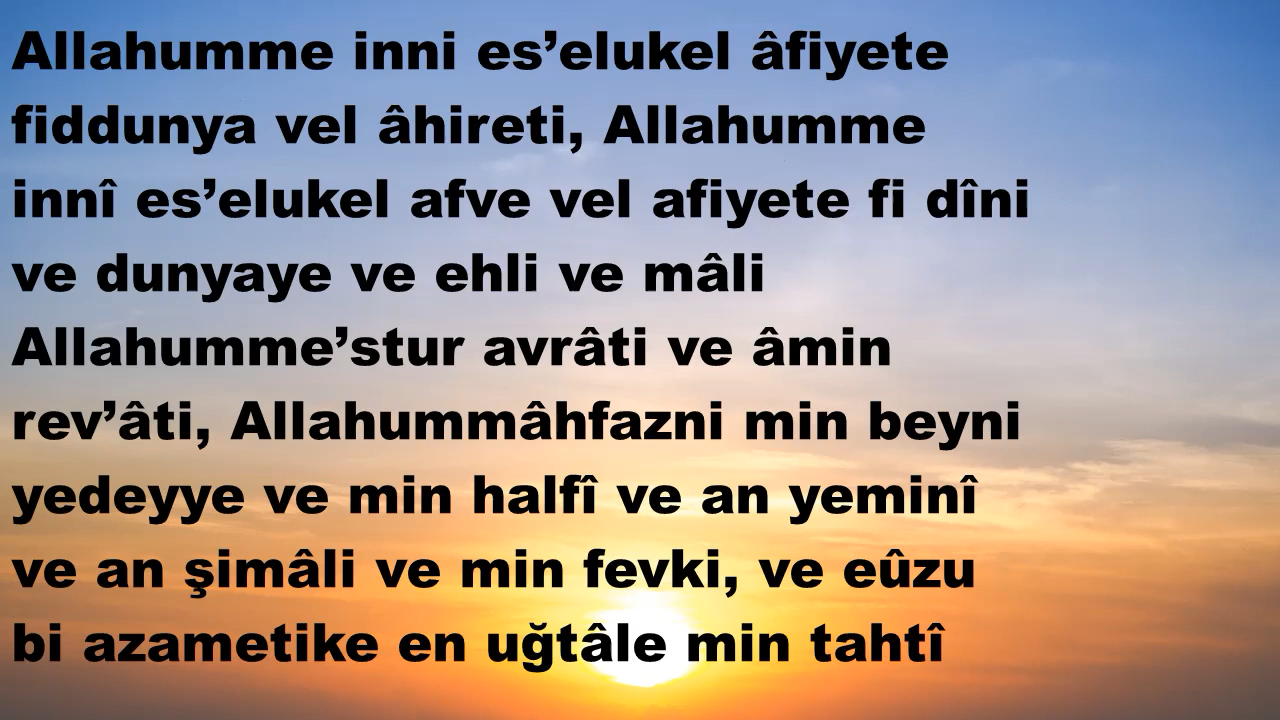 Allahumme inni es’elukel âfiyete
fiddunya vel âhireti, Allahumme
innî es’elukel afve vel afiyete fi dîni
ve dunyaye ve ehli ve mâli
Allahumme’stur avrâti ve âmin
rev’âti, Allahummâhfazni min beyni
yedeyye ve min halfî ve an yeminî
ve an şimâli ve min fevki, ve eûzu
bi azametike en uğtâle min tahtî